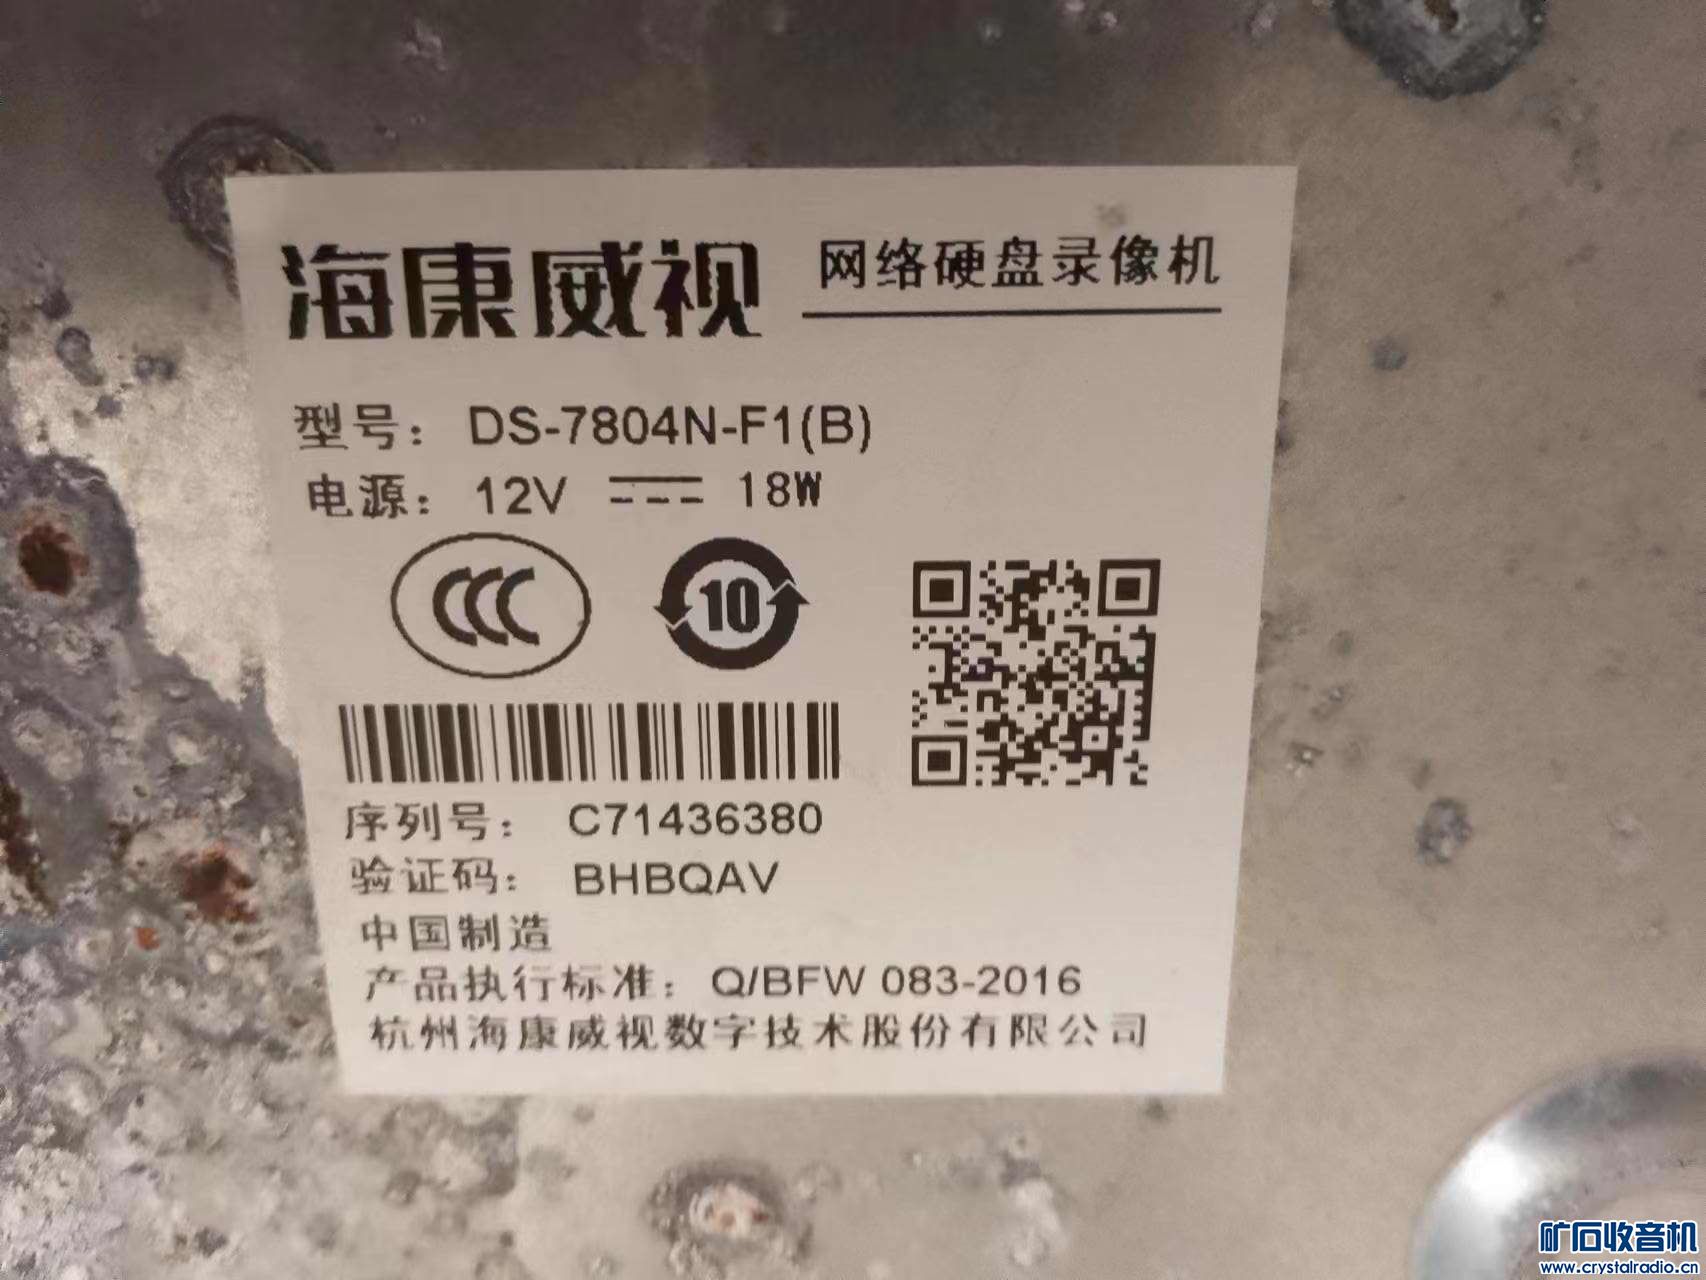 海康威视 网络硬盘录像机
型号： DS-7804N-F1(B)
电源： 12V 18W
CCC 10
序列号： C71436380
验证码： BHBQAV
中国制造
产品执行标准： Q/BFW 083-2016
杭州海康威视数字技术股份有限公司
矿石收音机
www.crystalradio.cn